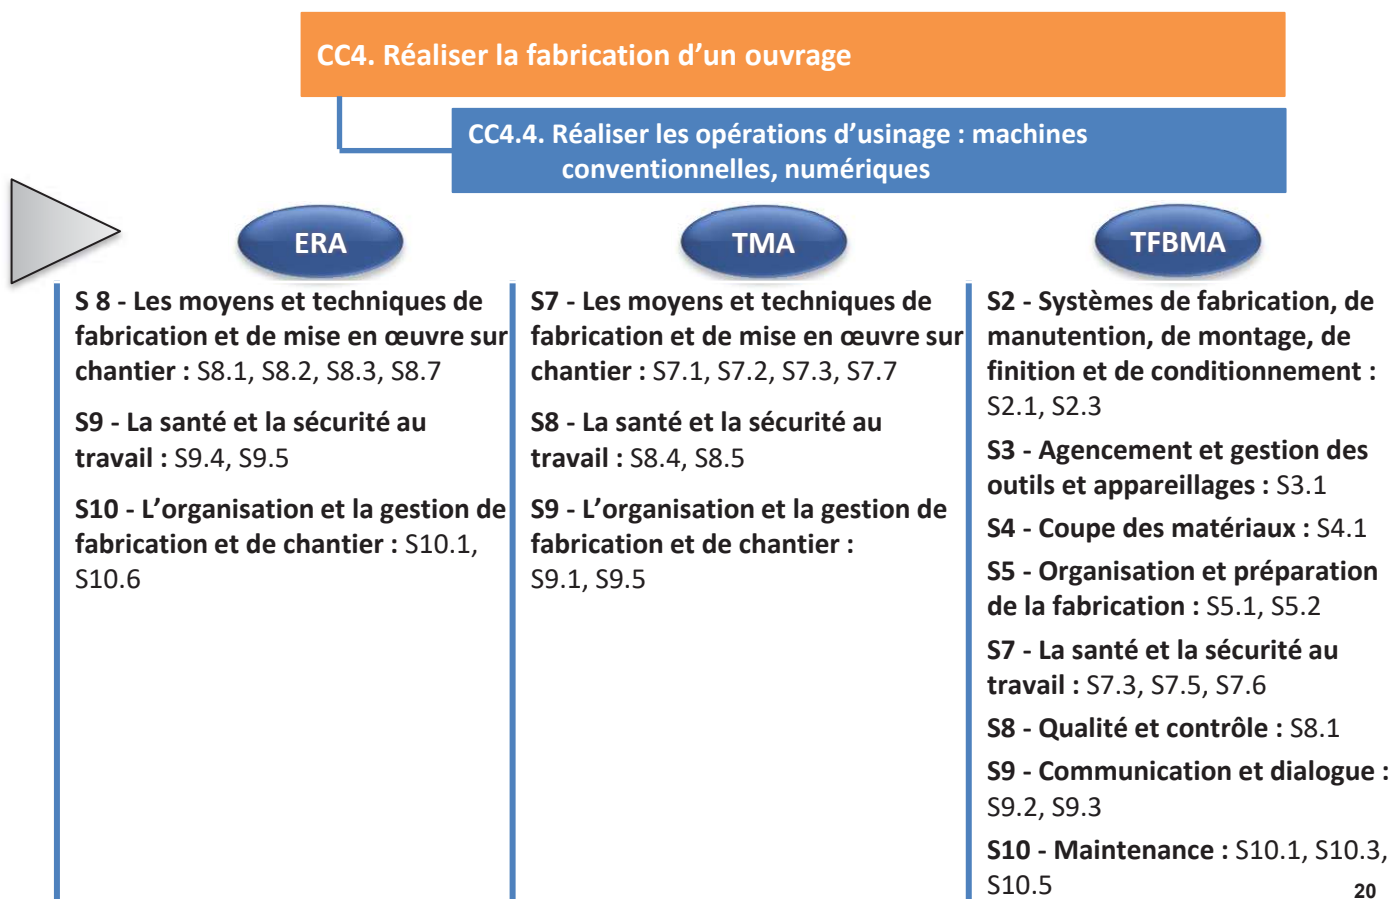 CC4. Réaliser la fabrication d’un ouvrage
CC4.4. Réaliser les opérations d’usinage : machines
conventionnelles, numériques
ERA
S 8 - Les moyens et techniques de
fabrication et de mise en œuvre sur
chantier : S8.1, S8.2, S8.3, S8.7
S9 - La santé et la sécurité au
travail : S9.4, S9.5
S10 - L’organisation et la gestion de
fabrication et de chantier : S10.1,
S10.6
TMA
S7 - Les moyens et techniques de
fabrication et de mise en œuvre sur
chantier : S7.1, S7.2, S7.3, S7.7
S8 - La santé et la sécurité au
travail : S8.4, S8.5
S9 - L’organisation et la gestion de
fabrication et de chantier :
S9.1, S9.5
TFBMA
S2 - Systèmes de fabrication, de
manutention, de montage, de
finition et de conditionnement :
S2.1, S2.3
S3 - Agencement et gestion des
outils et appareillages : S3.1
S4 - Coupe des matériaux : S4.1
S5 - Organisation et préparation
de la fabrication : S5.1, S5.2
S7 - La santé et la sécurité au
travail : S7.3, S7.5, S7.6
S8 - Qualité et contrôle : S8.1
S9 - Communication et dialogue :
S9.2, S9.3
S10 - Maintenance : S10.1, S10.3,
S10.5
20